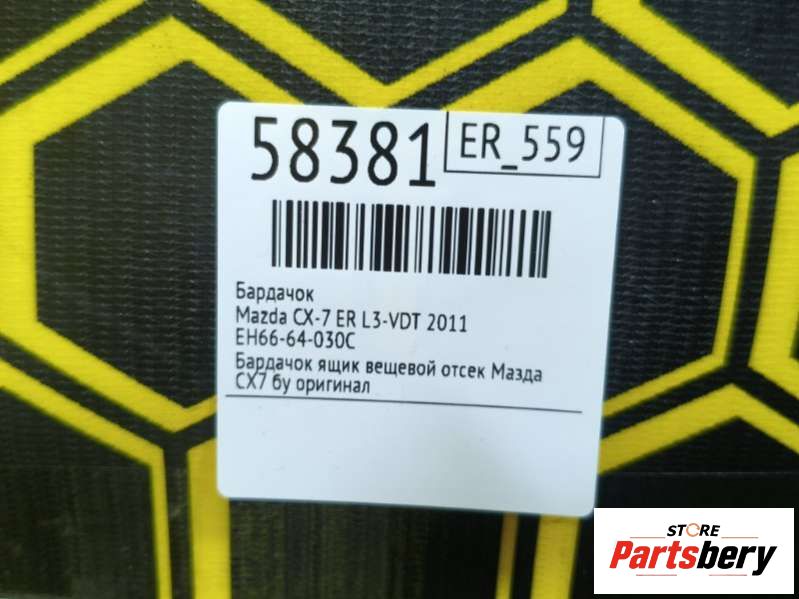 58381
ER_559
Бардачок
Mazda CX-7 ER L3-VDT 2011
EH66-64-030C
Бардачок ящик вещевой отсек Мазда
СХ7 бу оригинал
STORE
Partsbery